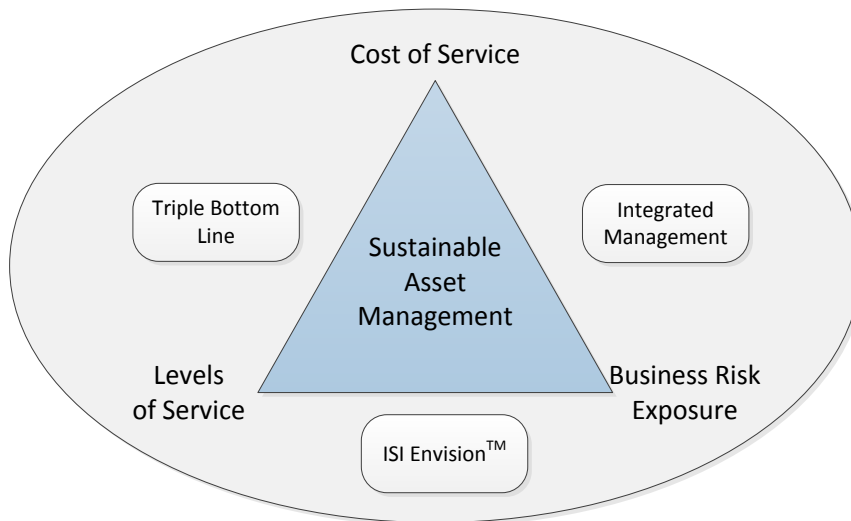 Cost of Service
Triple Bottom
Line
Integrated
Management
Sustainable
Asset
Management
Levels
of Service
Business Risk
Exposure
ISI Envision™